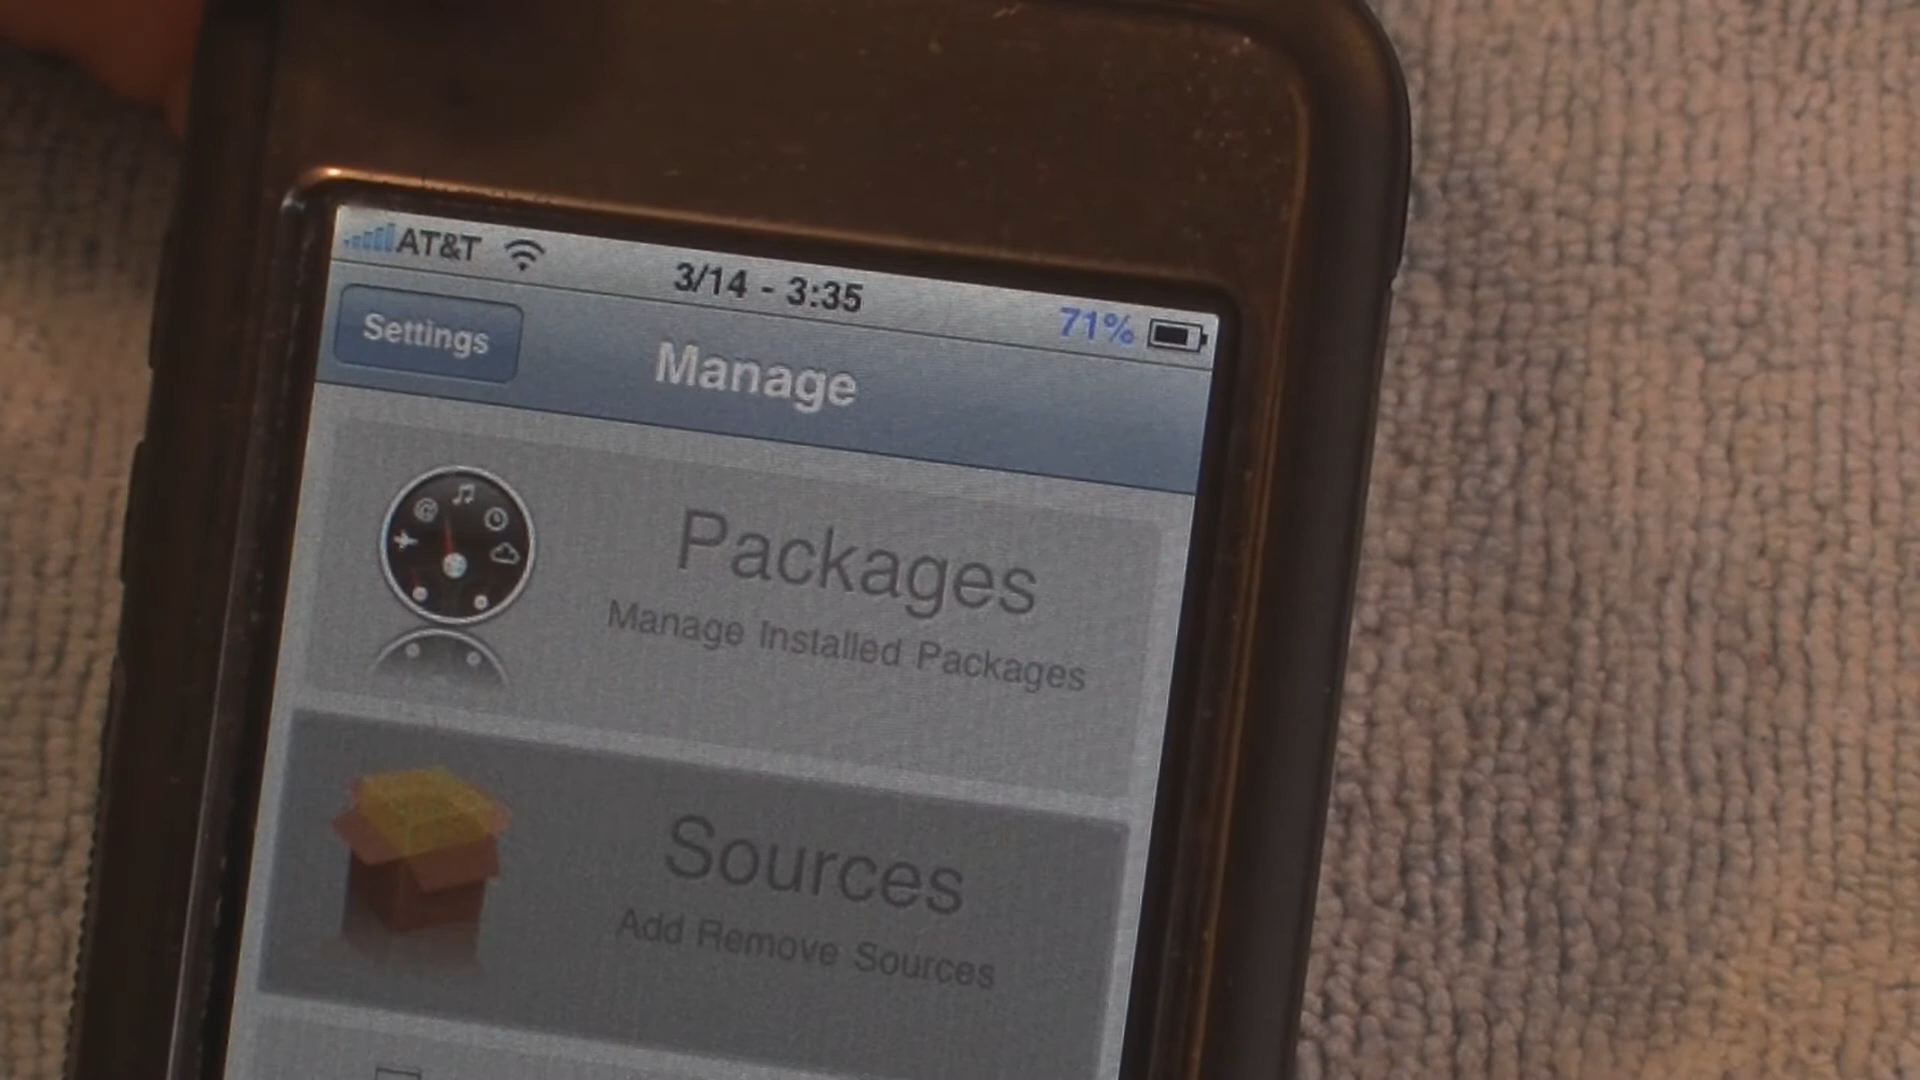 AT&T 3/14 - 3:35 71%
Settings
Manage
Packages
Manage Installed Packages
Sources
Add Remove Sources